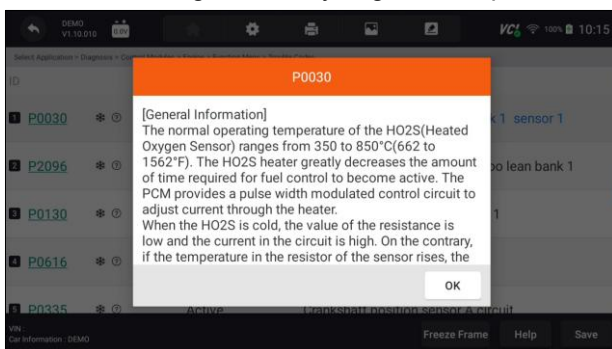 DEMO
V1.10.010
0.0V
VCI 100% 10:15
Select Application > Diagnosis > Control Modules > Engine > Function Menu > Trouble Codes
ID
P0030
[General Information]
The normal operating temperature of the HO2S(Heated
Oxygen Sensor) ranges from 350 to 850°C(662 to
1562°F). The HO2S heater greatly decreases the amount
of time required for fuel control to become active. The
PCM provides a pulse width modulated control circuit to
adjust current through the heater.
When the HO2S is cold, the value of the resistance is
low and the current in the circuit is high. On the contrary,
if the temperature in the resistor of the sensor rises, the
OK
1 P0030 1 sensor 1
2 P2096 lean bank 1
3 P0130 1
4 P0616
5 P0335 Active Crankshaft position sensor A circuit
VIN :
Car Information : DEMO
Freeze Frame Help Save